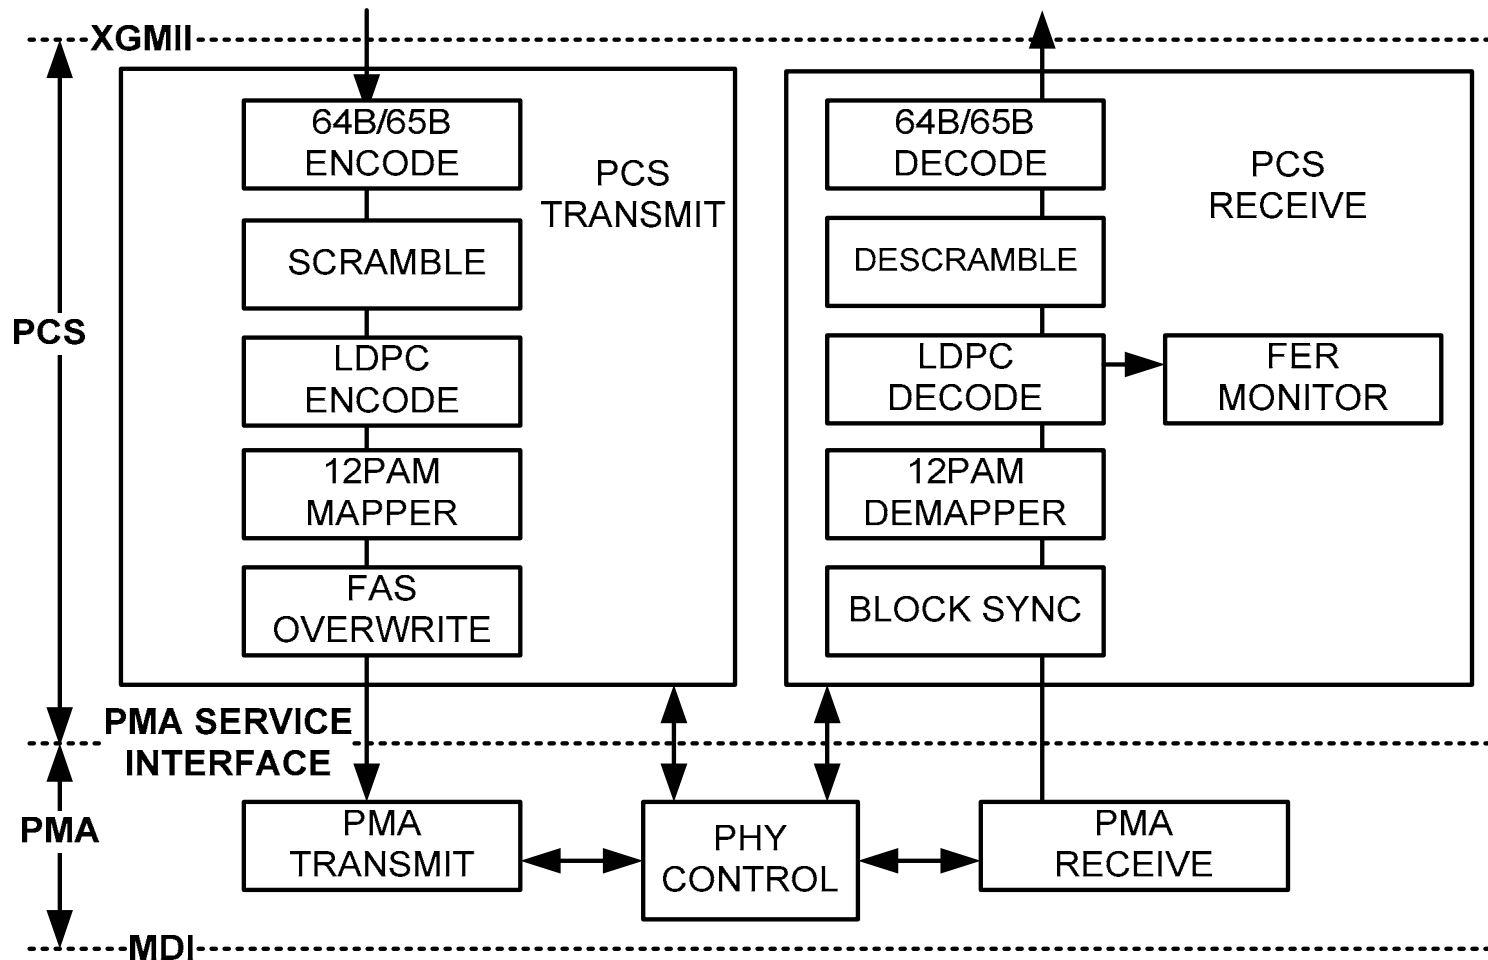 XGMII
64B/65B
ENCODE
SCRAMBLE
LDPC
ENCODE
12PAM
MAPPER
FAS
OVERWRITE
PCS
TRANSMIT
64B/65B
DECODE
DESCRAMBLE
LDPC
DECODE
12PAM
DEMAPPER
BLOCK SYNC
PCS
RECEIVE
FER
MONITOR
PCS
PMA SERVICE
INTERFACE
PMA
PMA
TRANSMIT
PHY
CONTROL
PMA
RECEIVE
MDI